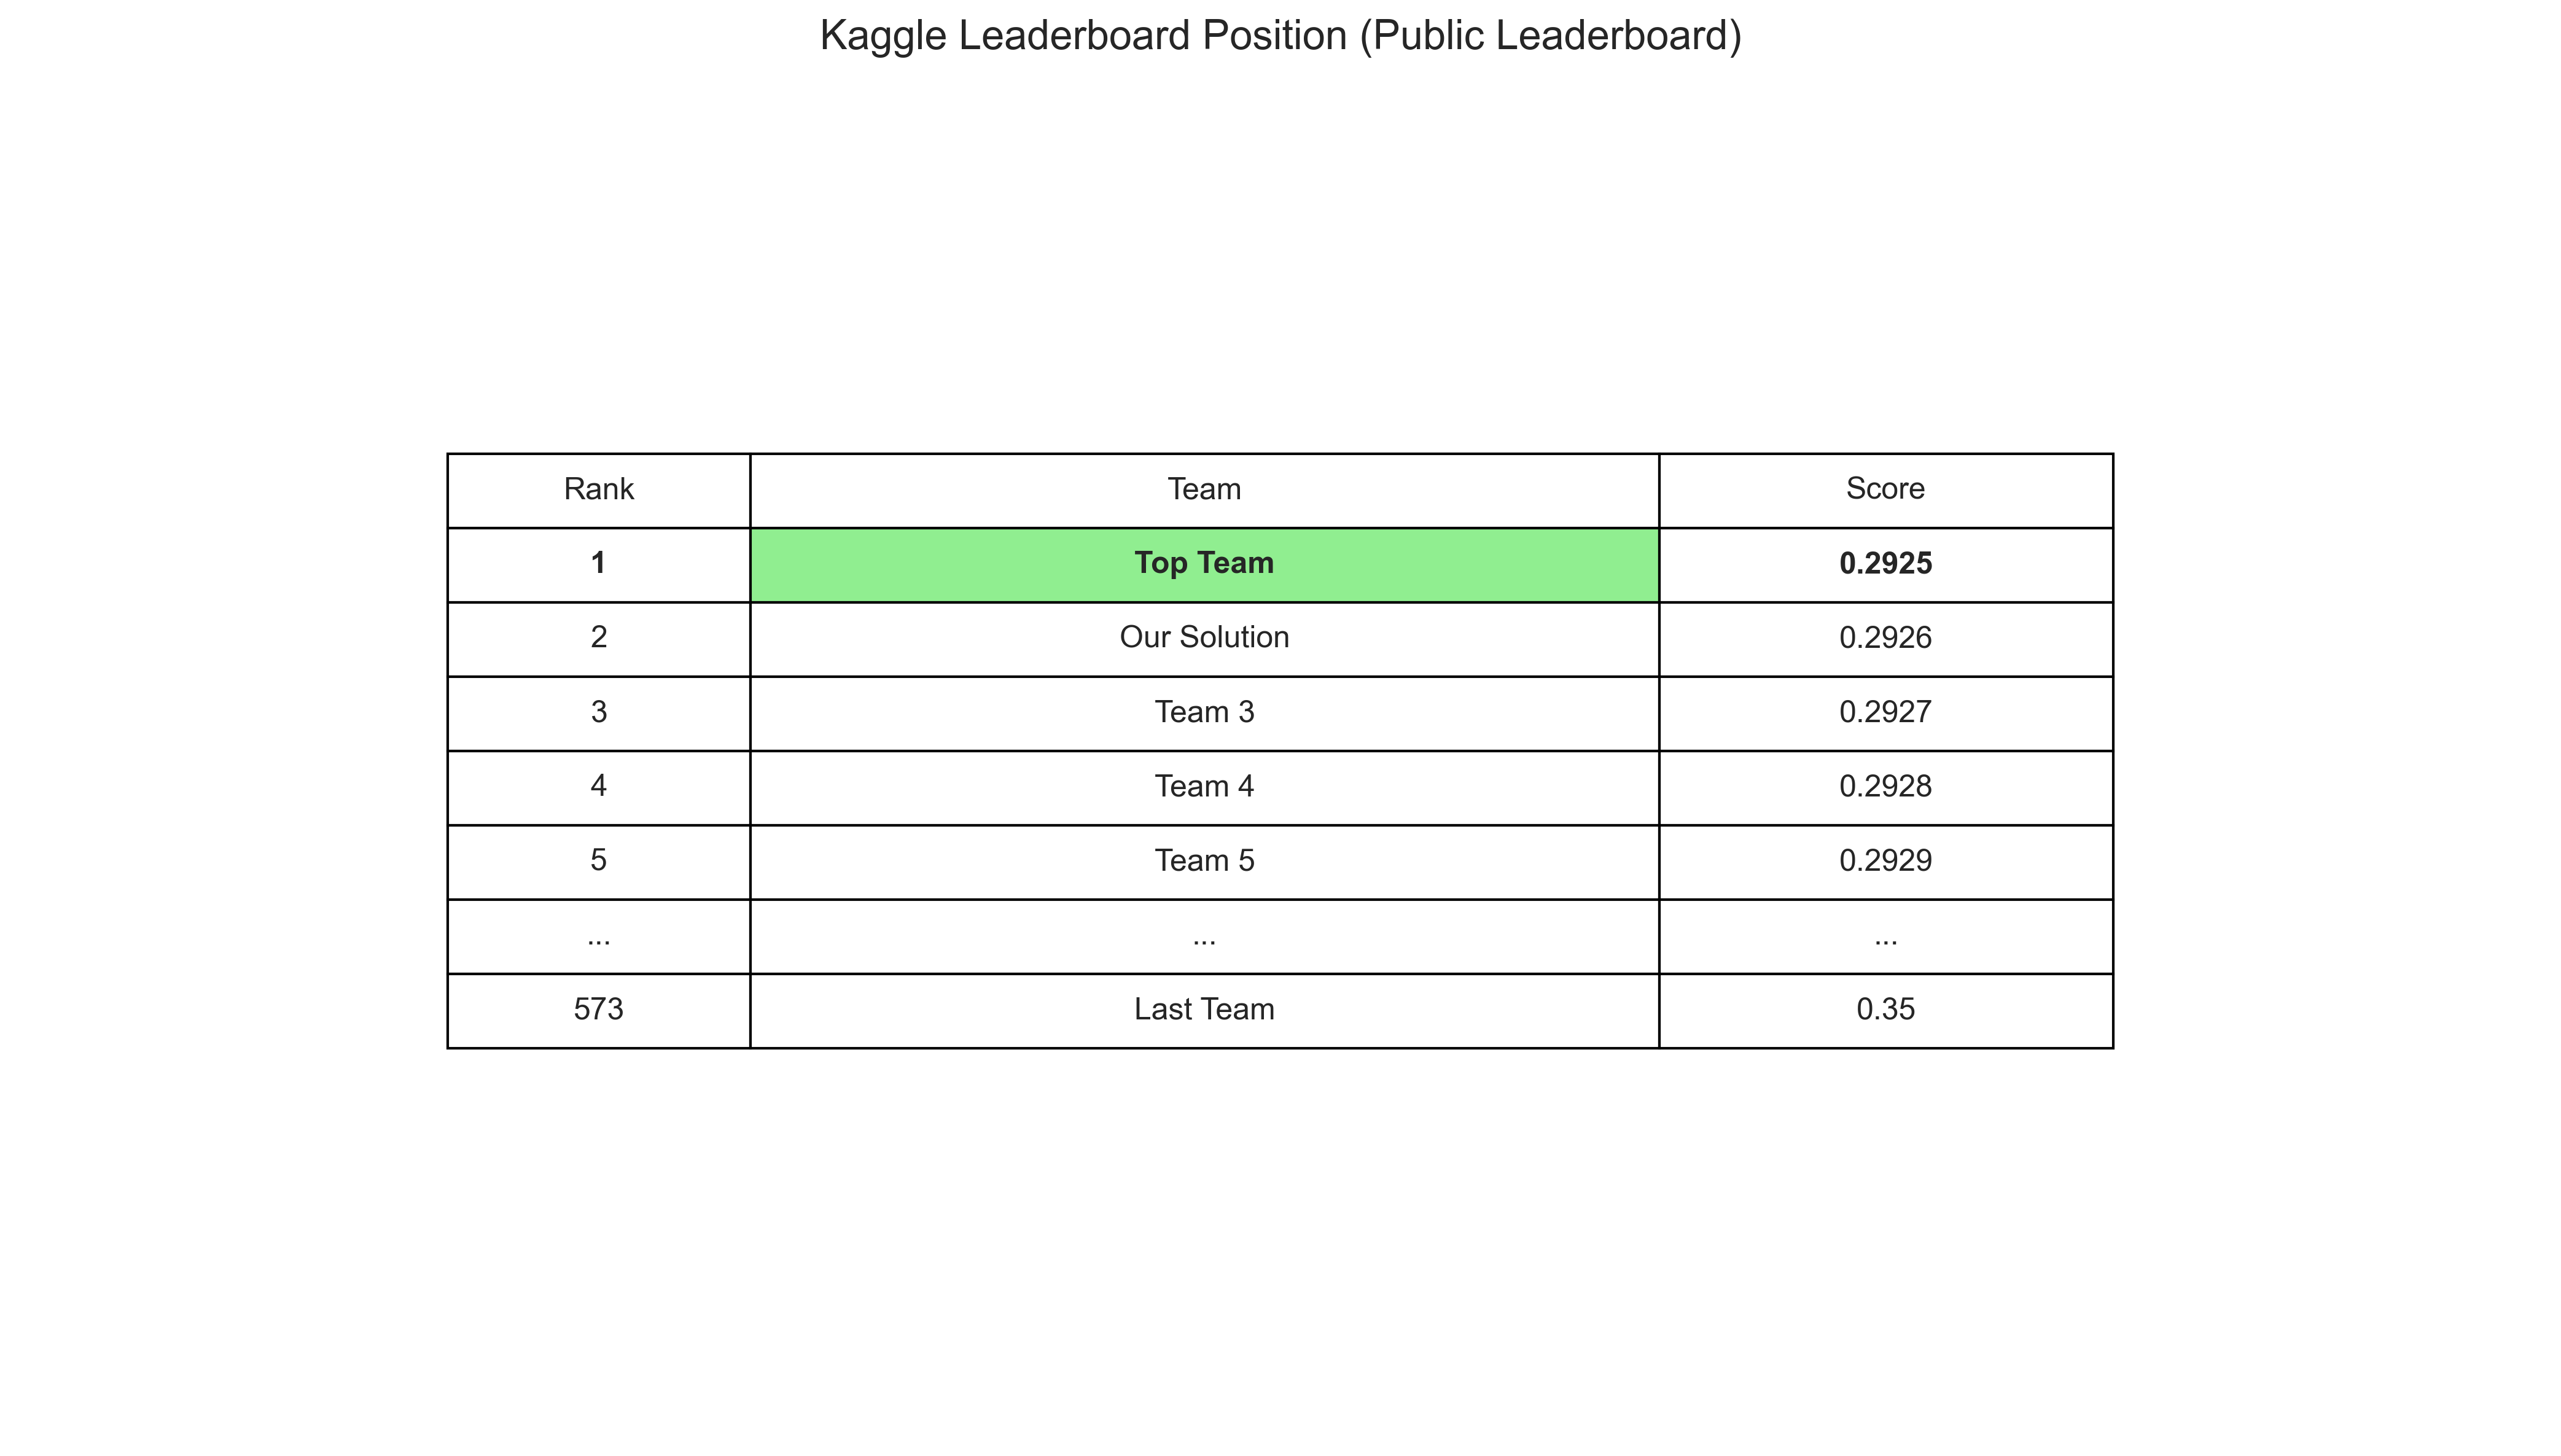 Kaggle Leaderboard Position (Public Leaderboard)
Rank Team Score
1 Top Team 0.2925
2 Our Solution 0.2926
3 Team 3 0.2927
4 Team 4 0.2928
5 Team 5 0.2929
... ... ...
573 Last Team 0.35